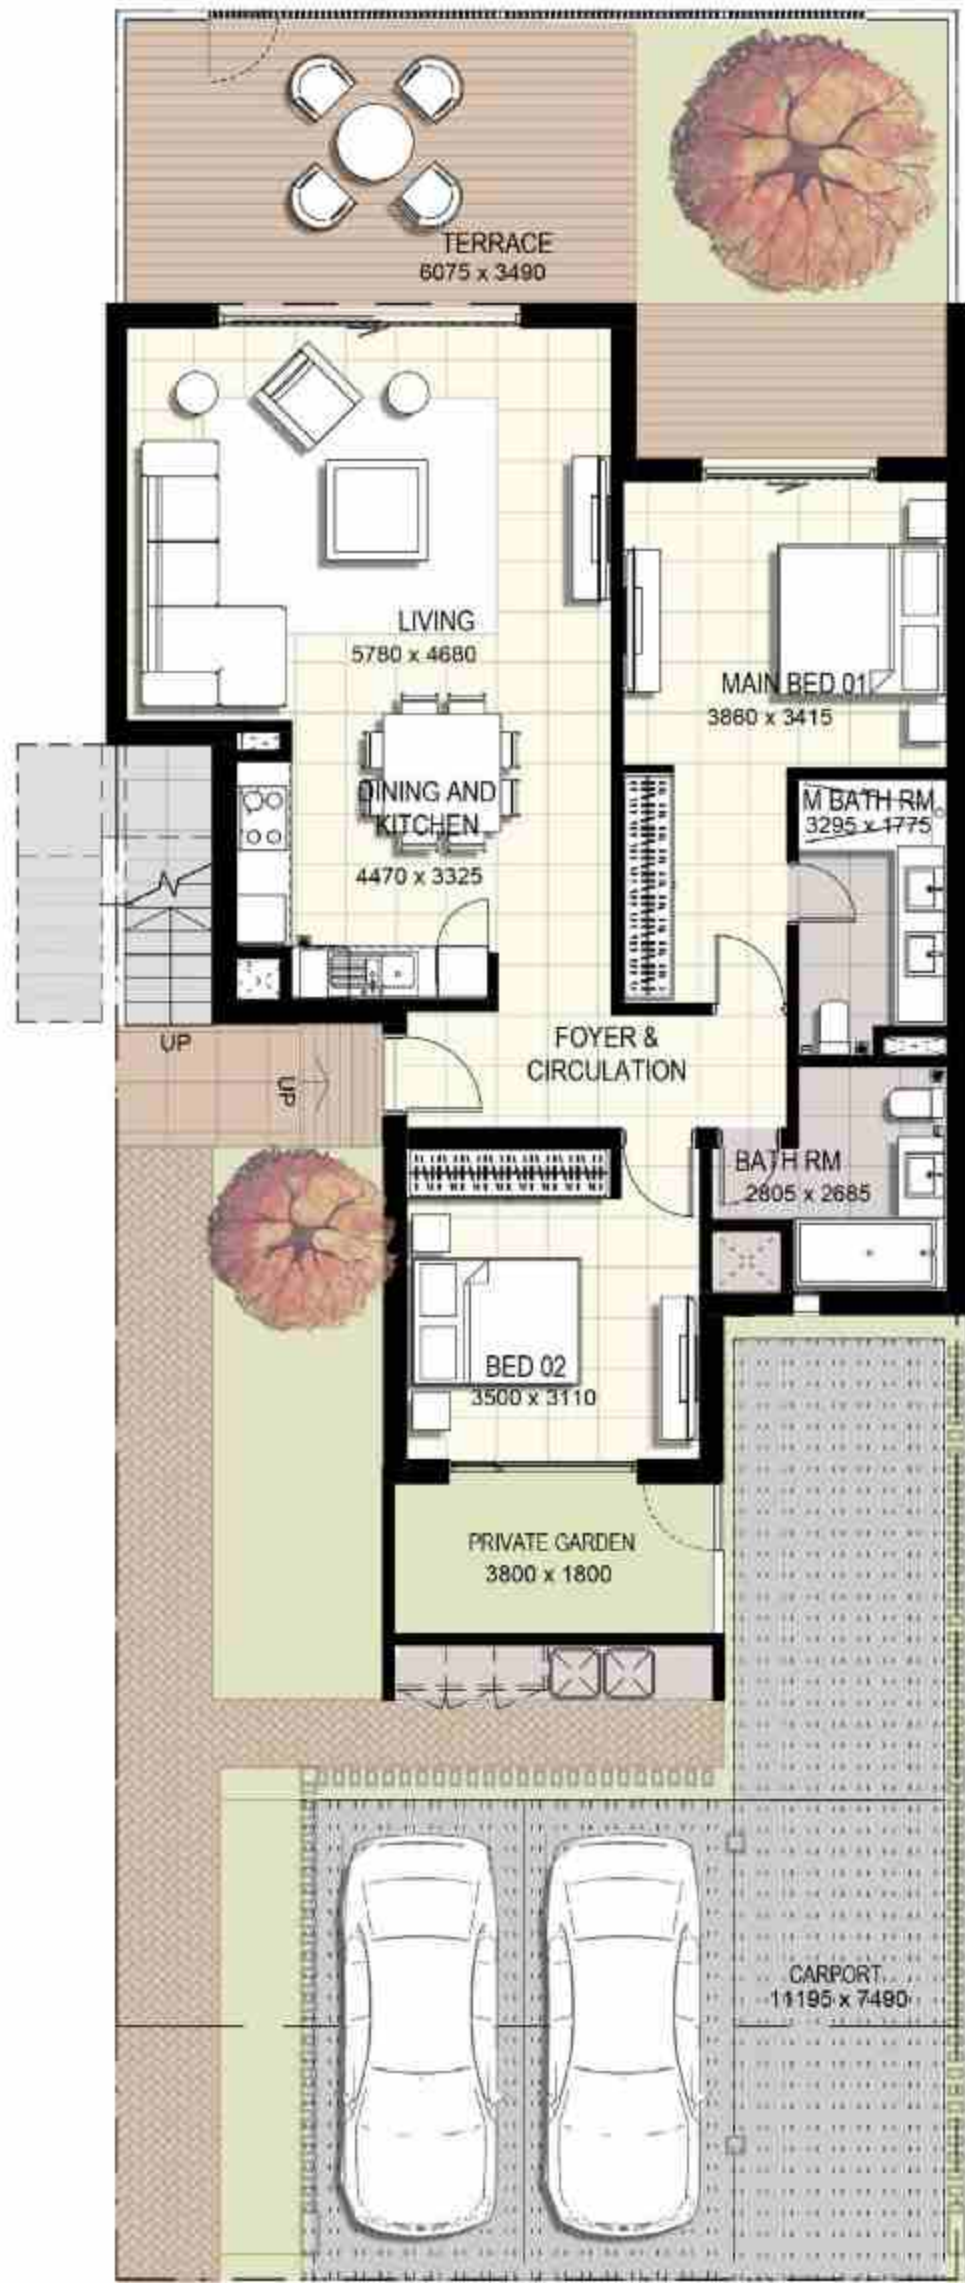 TERRACE
6075 x 3490
LIVING
5780 x 4680
MAIN BED 01
3860 x 3415
DINING AND
KITCHEN
4470 x 3325
M BATH RM
3295 x 1775
UP
UP
FOYER &
CIRCULATION
BATH RM
2805 x 2685
BED 02
3500 x 3110
PRIVATE GARDEN
3800 x 1800
CARPORT
11195 x 7490